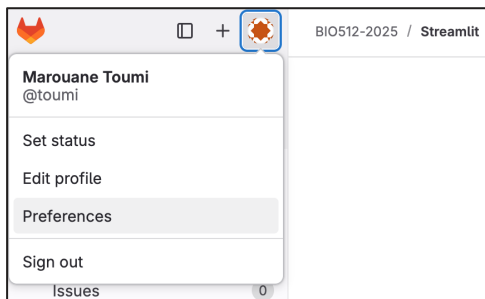 BIO512-2025 / Streamlit
Marouane Toumi
@toumi
Set status
Edit profile
Preferences
Sign out
Issues 0